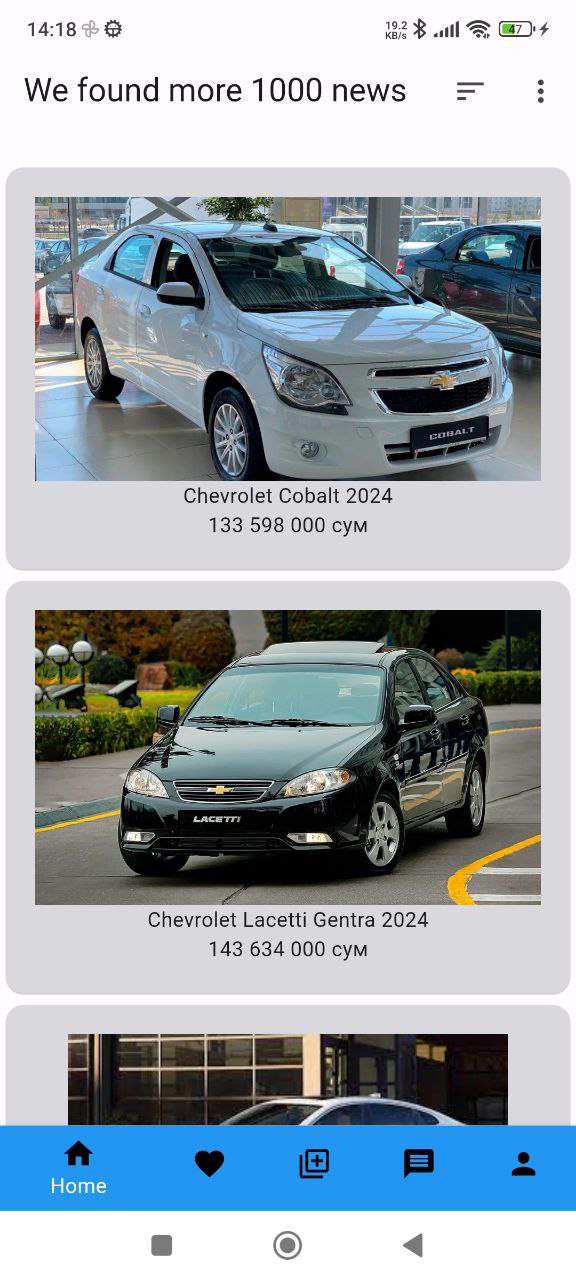 14:18
19.2
KB/s
47
We found more 1000 news
COBALT
Chevrolet Cobalt 2024
133 598 000 сум
LACETTI
Chevrolet Lacetti Gentra 2024
143 634 000 сум
Home